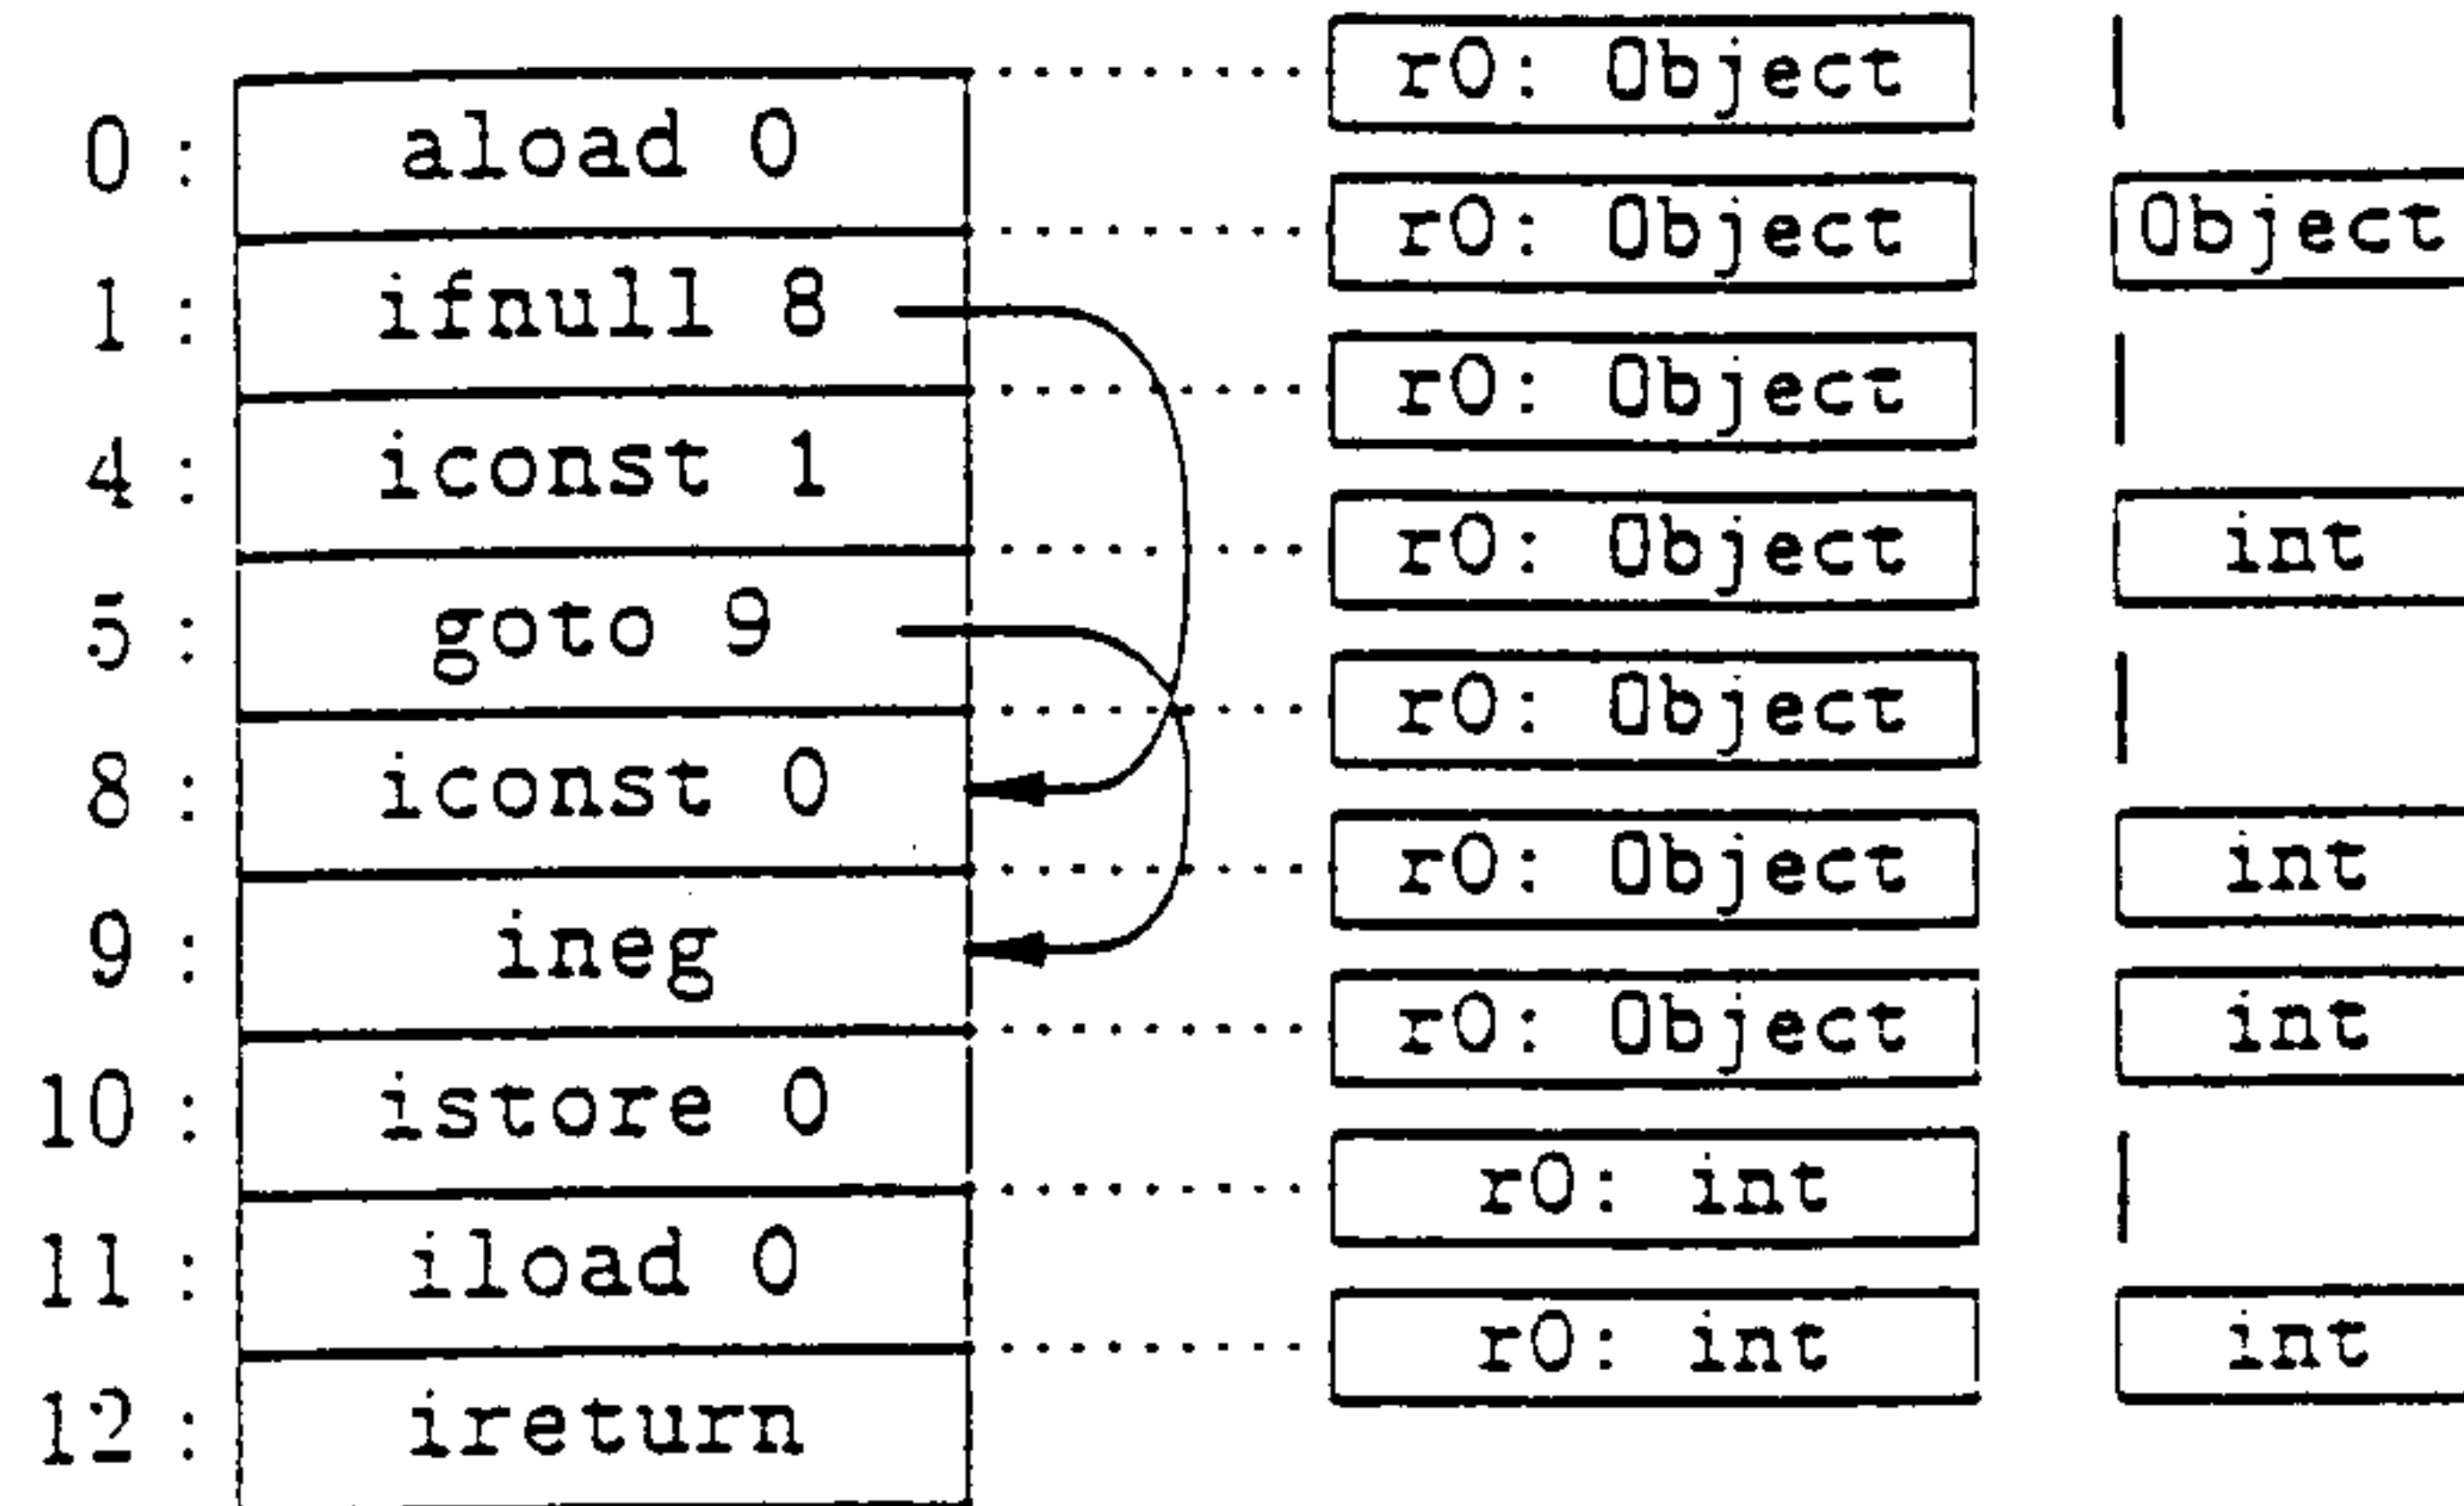 r0: Object
0 : aload 0
r0: Object Object
1 : ifnull 8
r0: Object
4 : iconst 1
r0: Object int
5 : goto 9
r0: Object
8 : iconst 0
r0: Object int
9 : ineg
r0: Object int
10 : istore 0
r0: int
11 : iload 0
r0: int int
12 : ireturn